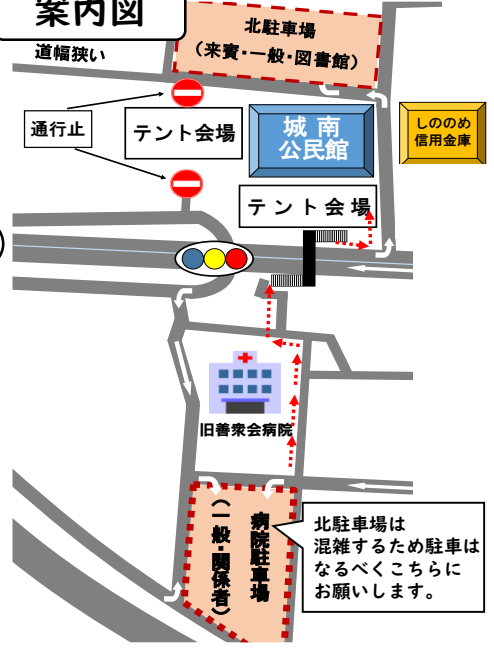 案内図
道幅狭い
北駐車場
(来賓・一般・図書館)
通行止
テント会場
城南
公民館
しののめ
信用金庫
テント会場
旧善衆会病院
病院駐車場
(一般・関係者)
北駐車場は
混雑するため駐車は
なるべくこちらに
お願いします。